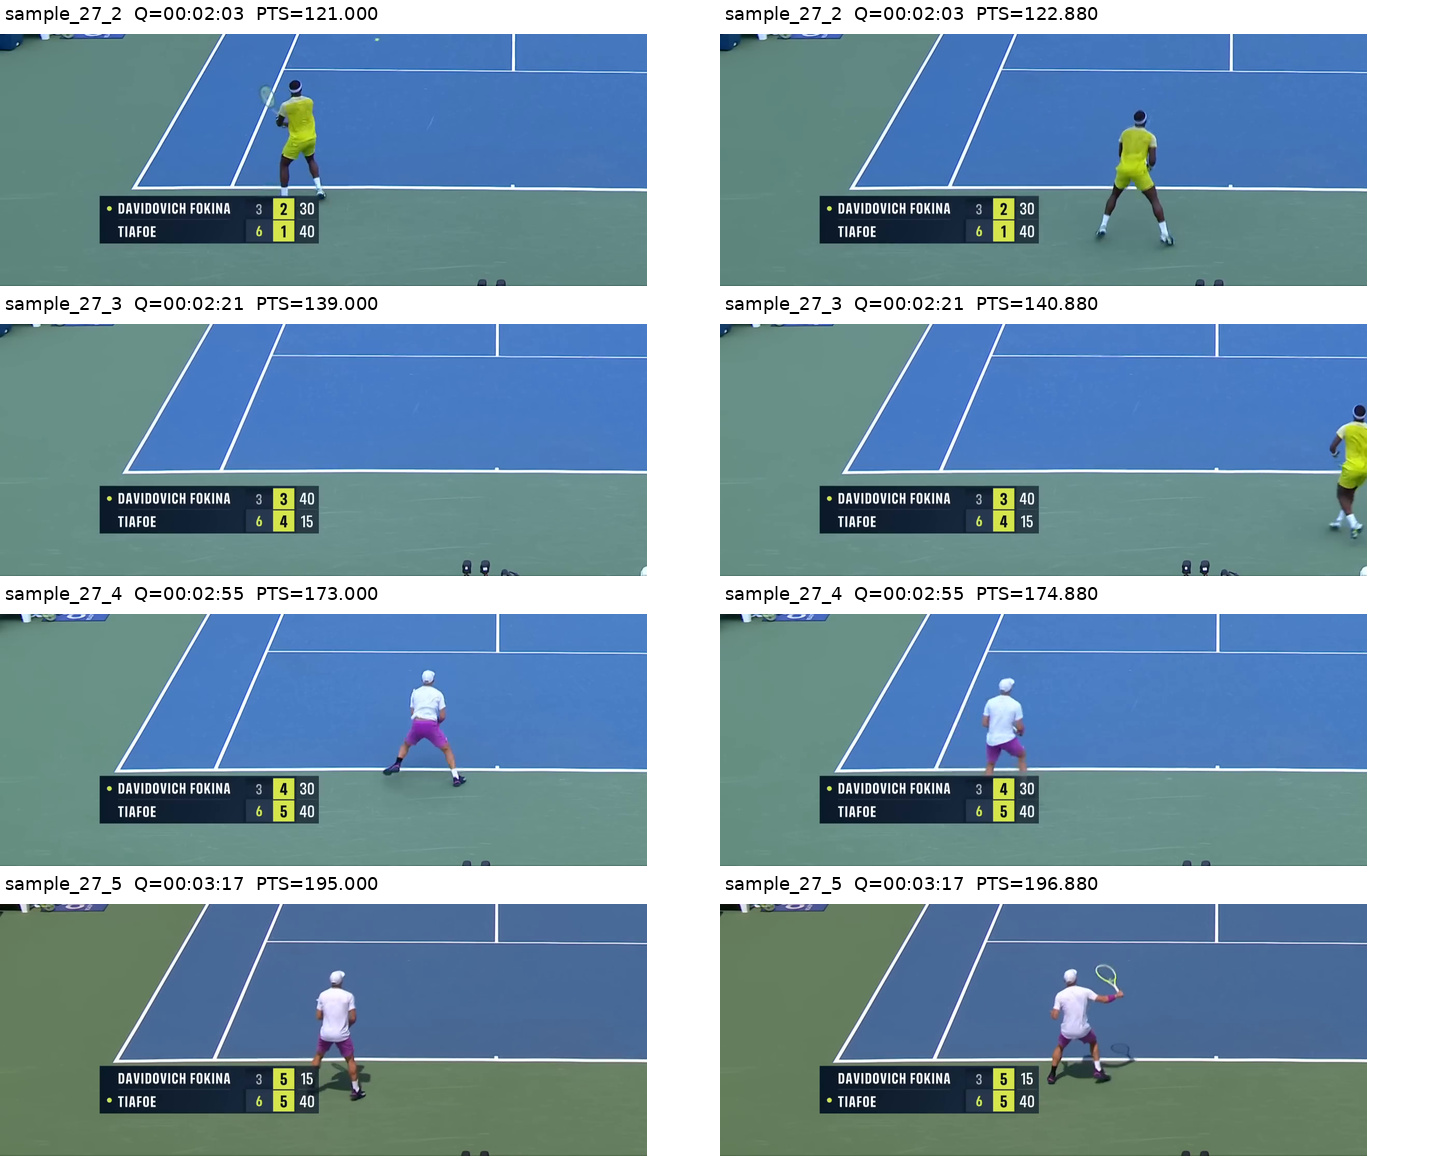 sample_27_2 Q=00:02:03 PTS=121.000
sample_27_2 Q=00:02:03 PTS=122.880
• DAVIDOVICH FOKINA 3 2 30
TIAFOE 6 1 40
• DAVIDOVICH FOKINA 3 2 30
TIAFOE 6 1 40
sample_27_3 Q=00:02:21 PTS=139.000
sample_27_3 Q=00:02:21 PTS=140.880
• DAVIDOVICH FOKINA 3 3 40
TIAFOE 6 4 15
• DAVIDOVICH FOKINA 3 3 40
TIAFOE 6 4 15
sample_27_4 Q=00:02:55 PTS=173.000
sample_27_4 Q=00:02:55 PTS=174.880
• DAVIDOVICH FOKINA 3 4 30
TIAFOE 6 5 40
• DAVIDOVICH FOKINA 3 4 30
TIAFOE 6 5 40
sample_27_5 Q=00:03:17 PTS=195.000
sample_27_5 Q=00:03:17 PTS=196.880
DAVIDOVICH FOKINA 3 5 15
• TIAFOE 6 5 40
DAVIDOVICH FOKINA 3 5 15
• TIAFOE 6 5 40